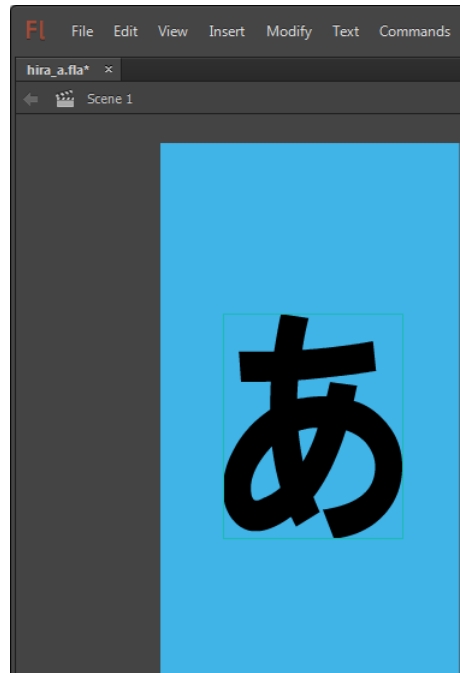 Fl File Edit View Insert Modify Text Commands
hira_a.fla* ×
Scene 1
あ